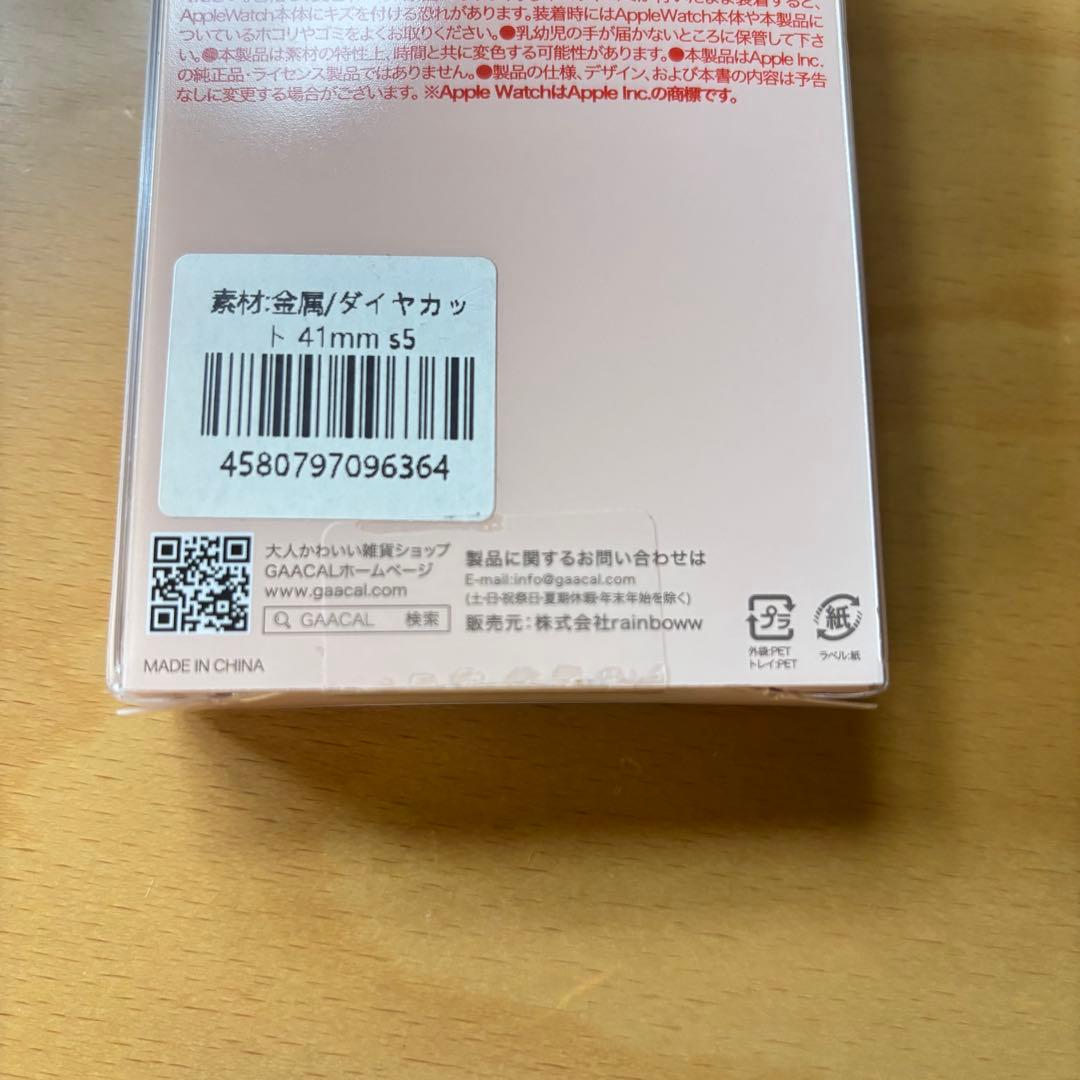 AppleWatch本体にキズを付ける恐れがあります。装着時にはAppleWatch本体や本製品に
ついているホコリやゴミをよくお取りください。●乳幼児の手が届かないところに保管して下さ
い。●本製品は素材の特性上、時間と共に変色する可能性があります。●本製品はApple Inc.
の純正品・ライセンス製品ではありません。●製品の仕様、デザイン、および本書の内容は予告
なしに変更する場合がございます。※Apple WatchはApple Inc.の商標です。
素材:金属/ダイヤカッ
ト 41mm s5
4580797096364
大人かわいい雑貨ショップ
GAACALホームページ
www.gaacal.com
GAACAL 検索
製品に関するお問い合わせは
E-mail:info@gaacal.com
(土・日・祝祭日・夏期休暇・年末年始を除く)
販売元：株式会社rainboww
プラ
外袋:PET
トレイ:PET
紙
ラベル:紙
MADE IN CHINA